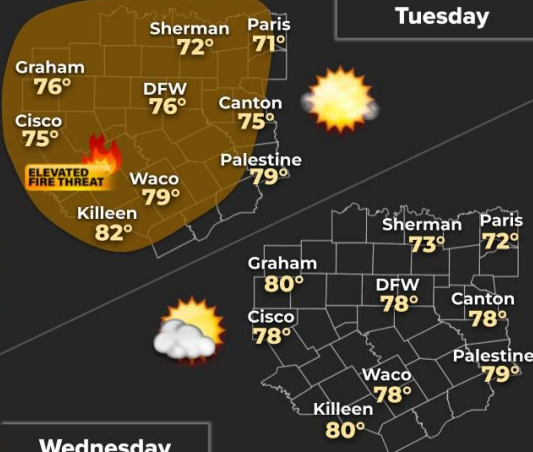 Tuesday
Sherman
72°
Paris
71°
Graham
76°
DFW
76°
Canton
75°
Cisco
75°
Palestine
79°
ELEVATED
FIRE THREAT
Waco
79°
Killeen
82°
Sherman
73°
Paris
72°
Graham
80°
DFW
78°
Canton
78°
Cisco
78°
Palestine
79°
Waco
78°
Killeen
80°
Wednesday